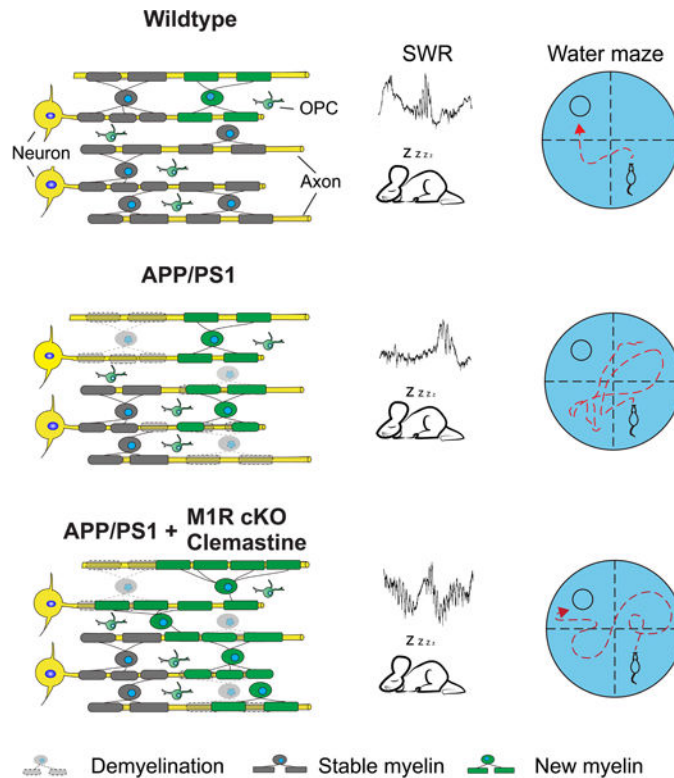 Wildtype
SWR
Water maze
OPC
Neuron
Axon
z z z z
APP/PS1
z z z z
APP/PS1 + M1R cKO
Clemastine
z z z z
Demyelination
Stable myelin
New myelin